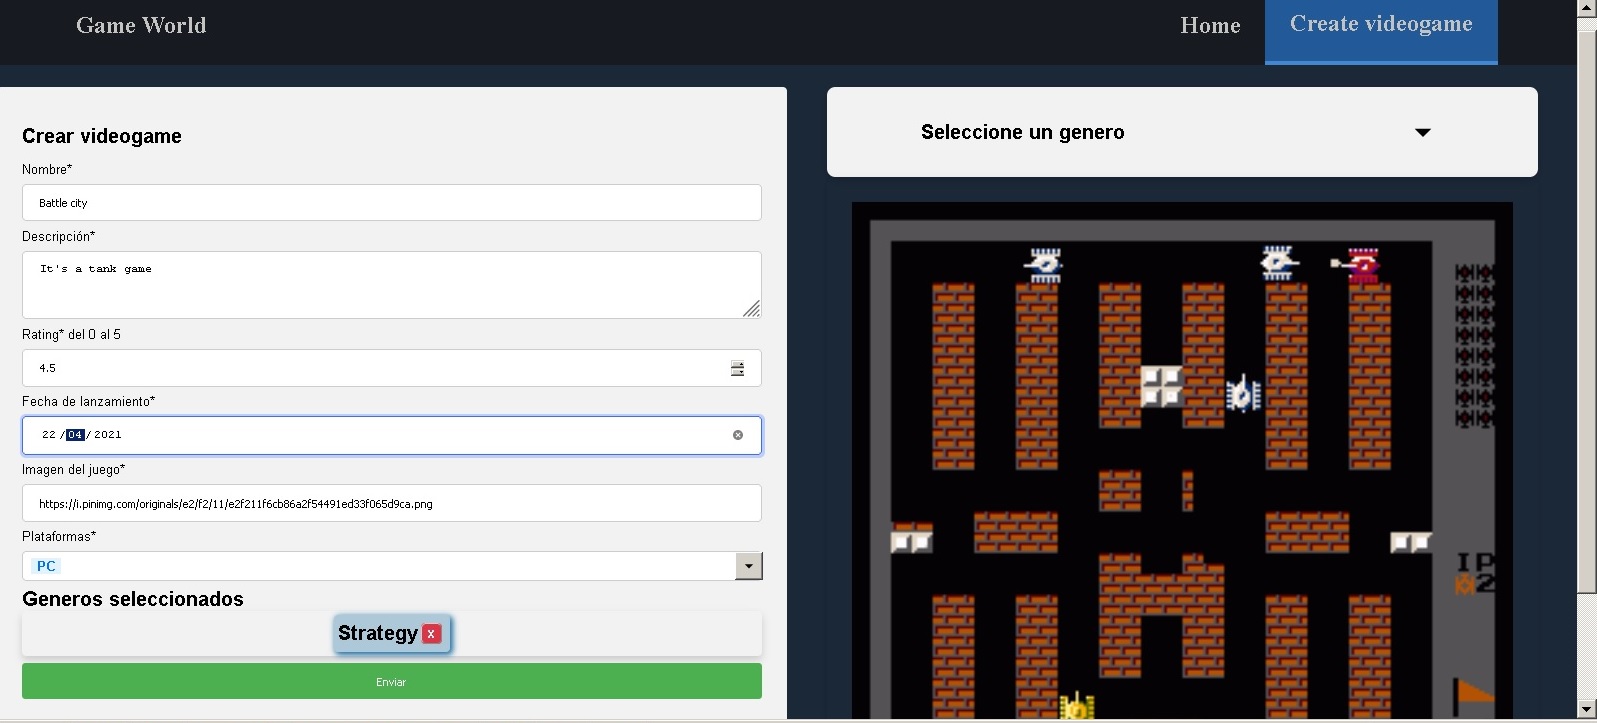 Game World
Home
Create videogame
Crear videogame
Nombre*
Battle city
Descripción*
It's a tank game
Rating* del 0 al 5
4.5
Fecha de lanzamiento*
22 / 04 / 2021
Imagen del juego*
https://i.pinimg.com/originals/e2/f2/11/e2f211f6cb86a2f54491ed33f065d9ca.png
Plataformas*
PC
Generos seleccionados
Strategy x
Enviar
Seleccione un genero
IP
2